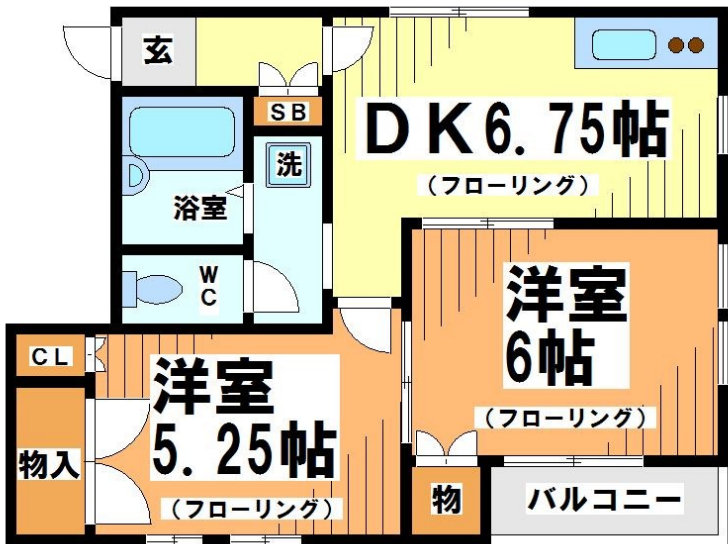 玄
SB
DK6.75帖
(フローリング)
洗
浴室
W
C
洋室
6帖
(フローリング)
CL
洋室
5.25帖
(フローリング)
物入
物
バルコニー